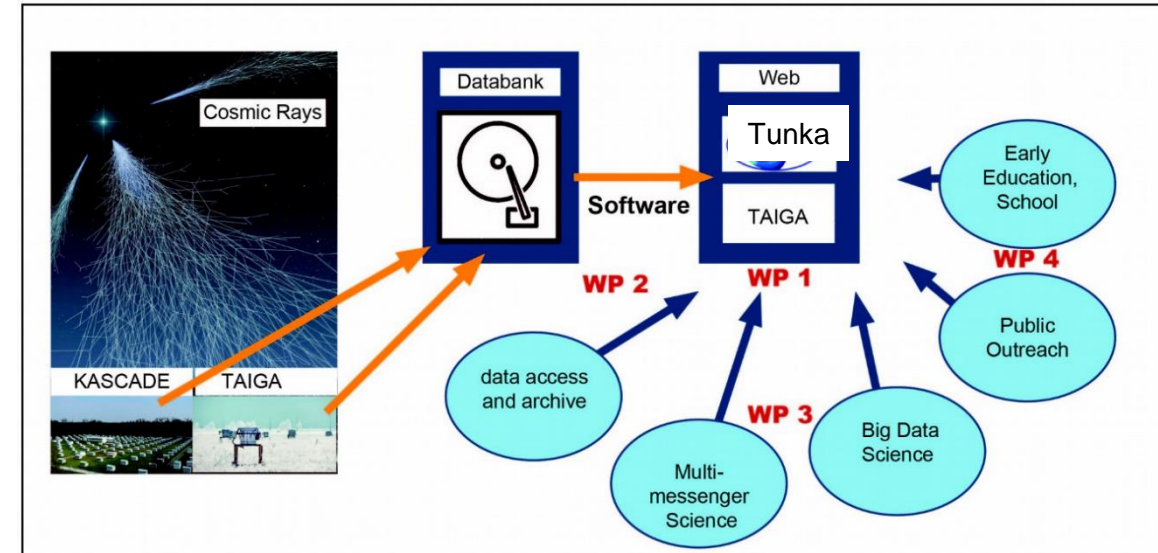 Cosmic Rays
KASCADE
TAIGA
Databank
Software
Web
Tunka
TAIGA
WP 1
WP 2
data access
and archive
Multi-
messenger
Science
WP 3
Big Data
Science
Early
Education,
School
WP 4
Public
Outreach